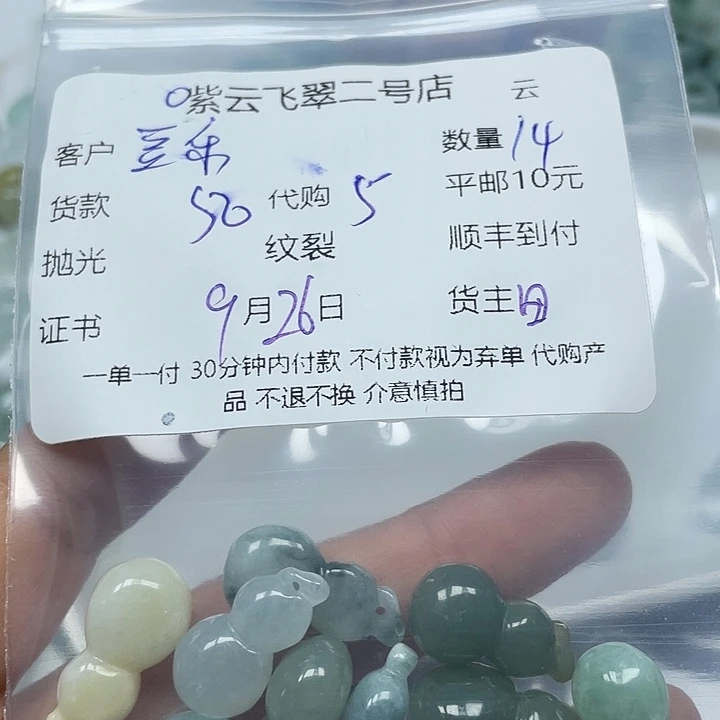 紫云飞翠二号店 云
客户 豆乐 数量 14
货款 50 代购 5 平邮10元
抛光 纹裂 顺丰到付
证书 9月26日 货主
一单一付 30分钟内付款 不付款视为弃单 代购产
品 不退不换 介意慎拍